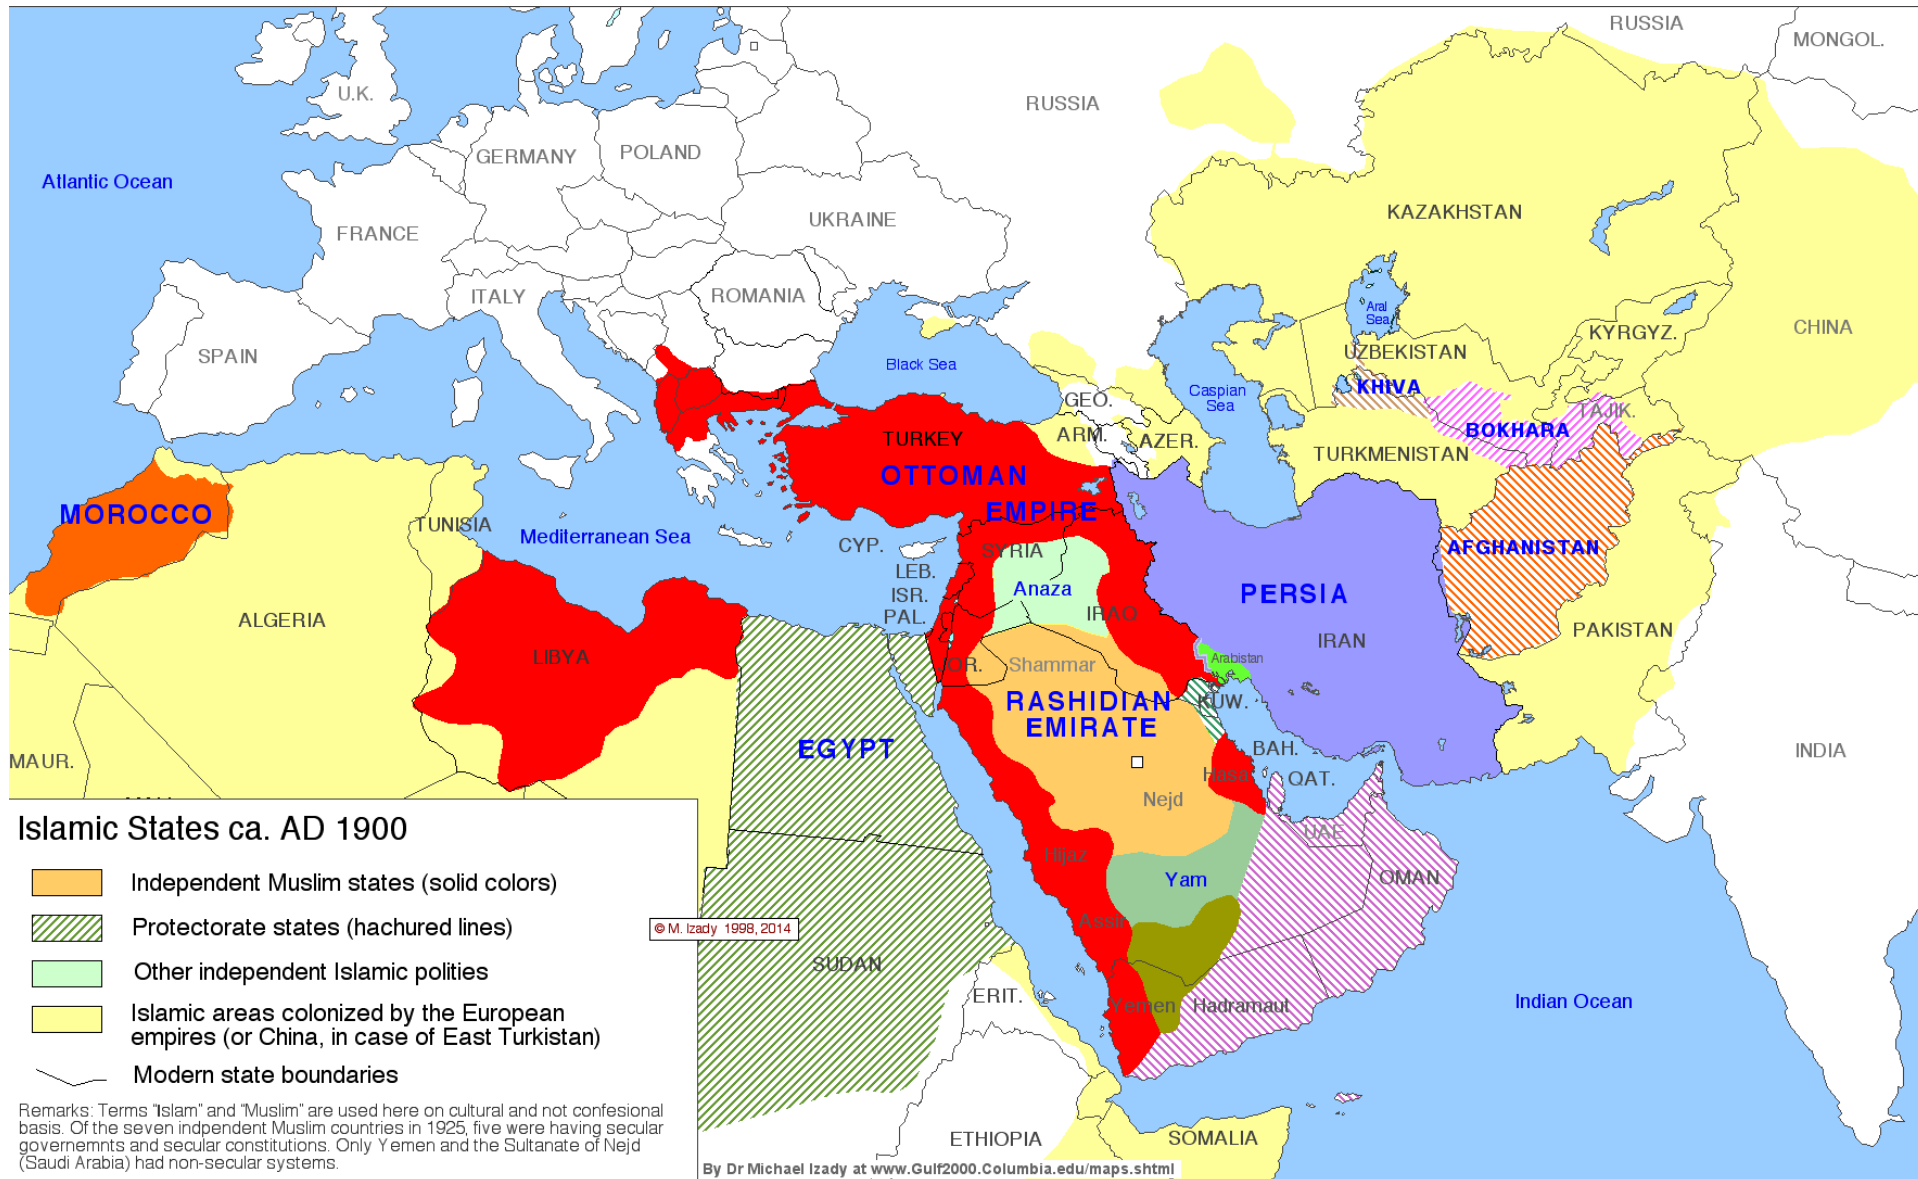 RUSSIA
MONGOL.
U.K.
RUSSIA
GERMANY
POLAND
Atlantic Ocean
KAZAKHSTAN
UKRAINE
FRANCE
ITALY
ROMANIA
Aral
Sea
CHINA
KYRGYZ.
SPAIN
UZBEKISTAN
Black Sea
KHIVA
Caspian
Sea
GEO.
TAJIK.
BOKHARA
ARM.
AZER.
TURKEY
TURKMENISTAN
OTTOMAN
EMPIRE
MOROCCO
TUNISIA
Mediterranean Sea
CYP.
SYRIA
AFGHANISTAN
LEB.
Anaza
PERSIA
ISR.
PAL.
IRAQ
ALGERIA
PAKISTAN
IRAN
LIBYA
JOR.
Shammar
Arabistan
RASHIDIAN
EMIRATE
KUW.
EGYPT
BAH.
INDIA
MAUR.
Hasa
QAT.
Nejd
UAE
Hijaz
Yam
OMAN
Assir
SUDAN
ERIT.
Yemen
Hadramaut
Indian Ocean
ETHIOPIA
SOMALIA
Islamic States ca. AD 1900
Independent Muslim states (solid colors)
Protectorate states (hachured lines)
Other independent Islamic polities
Islamic areas colonized by the European
empires (or China, in case of East Turkistan)
Modern state boundaries
Remarks: Terms "Islam" and "Muslim" are used here on cultural and not confesional
basis. Of the seven indpendent Muslim countries in 1925, five were having secular
governemnts and secular constitutions. Only Yemen and the Sultanate of Nejd
(Saudi Arabia) had non-secular systems.
© M. Izady 1998, 2014
By Dr Michael Izady at www.Gulf2000.Columbia.edu/maps.shtml